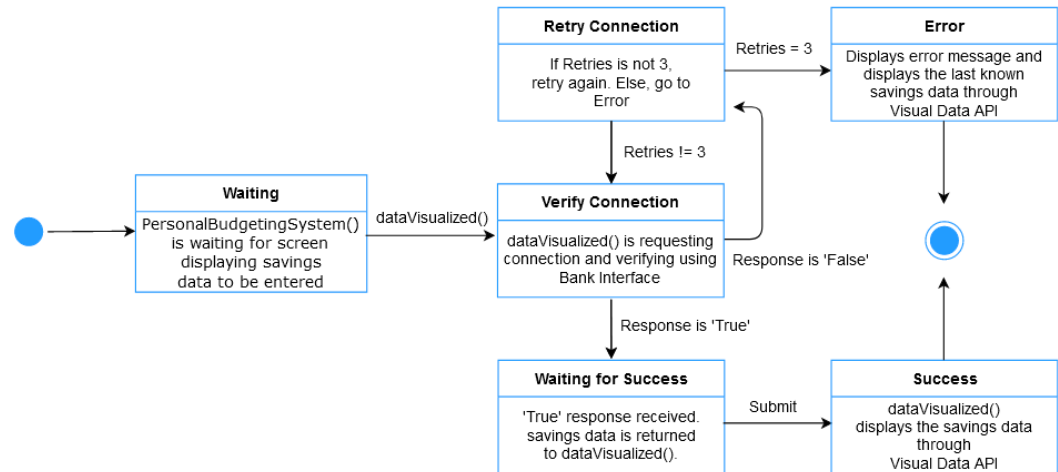 Retry Connection
If Retries is not 3,
retry again. Else, go to
Error
Retries = 3
Error
Displays error message and
displays the last known
savings data through
Visual Data API
Retries != 3
Waiting
PersonalBudgetingSystem()
is waiting for screen
displaying savings
data to be entered
dataVisualized()
Verify Connection
dataVisualized() is requesting
connection and verifying using
Bank Interface
Response is 'False'
Response is 'True'
Waiting for Success
'True' response received.
savings data is returned
to dataVisualized().
Submit
Success
dataVisualized()
displays the savings data
through
Visual Data API